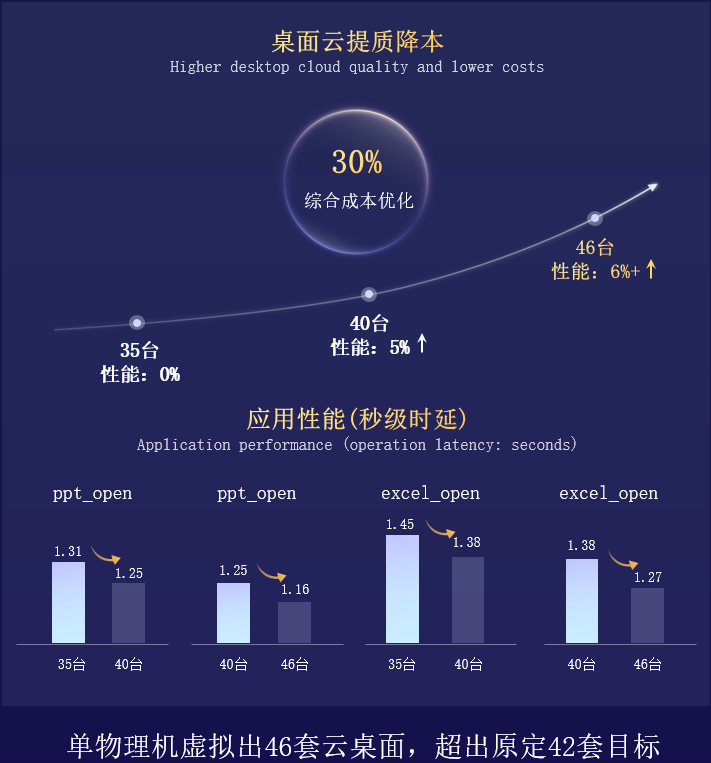 桌面云提质降本
Higher desktop cloud quality and lower costs
30%
综合成本优化
46台
性能：6%+
40台
性能：5%
35台
性能：0%
应用性能(秒级时延)
Application performance (operation latency: seconds)
ppt_open ppt_open excel_open excel_open
1.31 1.25 1.25 1.16 1.45 1.38 1.38 1.27
35台 40台 40台 46台 35台 40台 40台 46台
单物理机虚拟出46套云桌面，超出原定42套目标